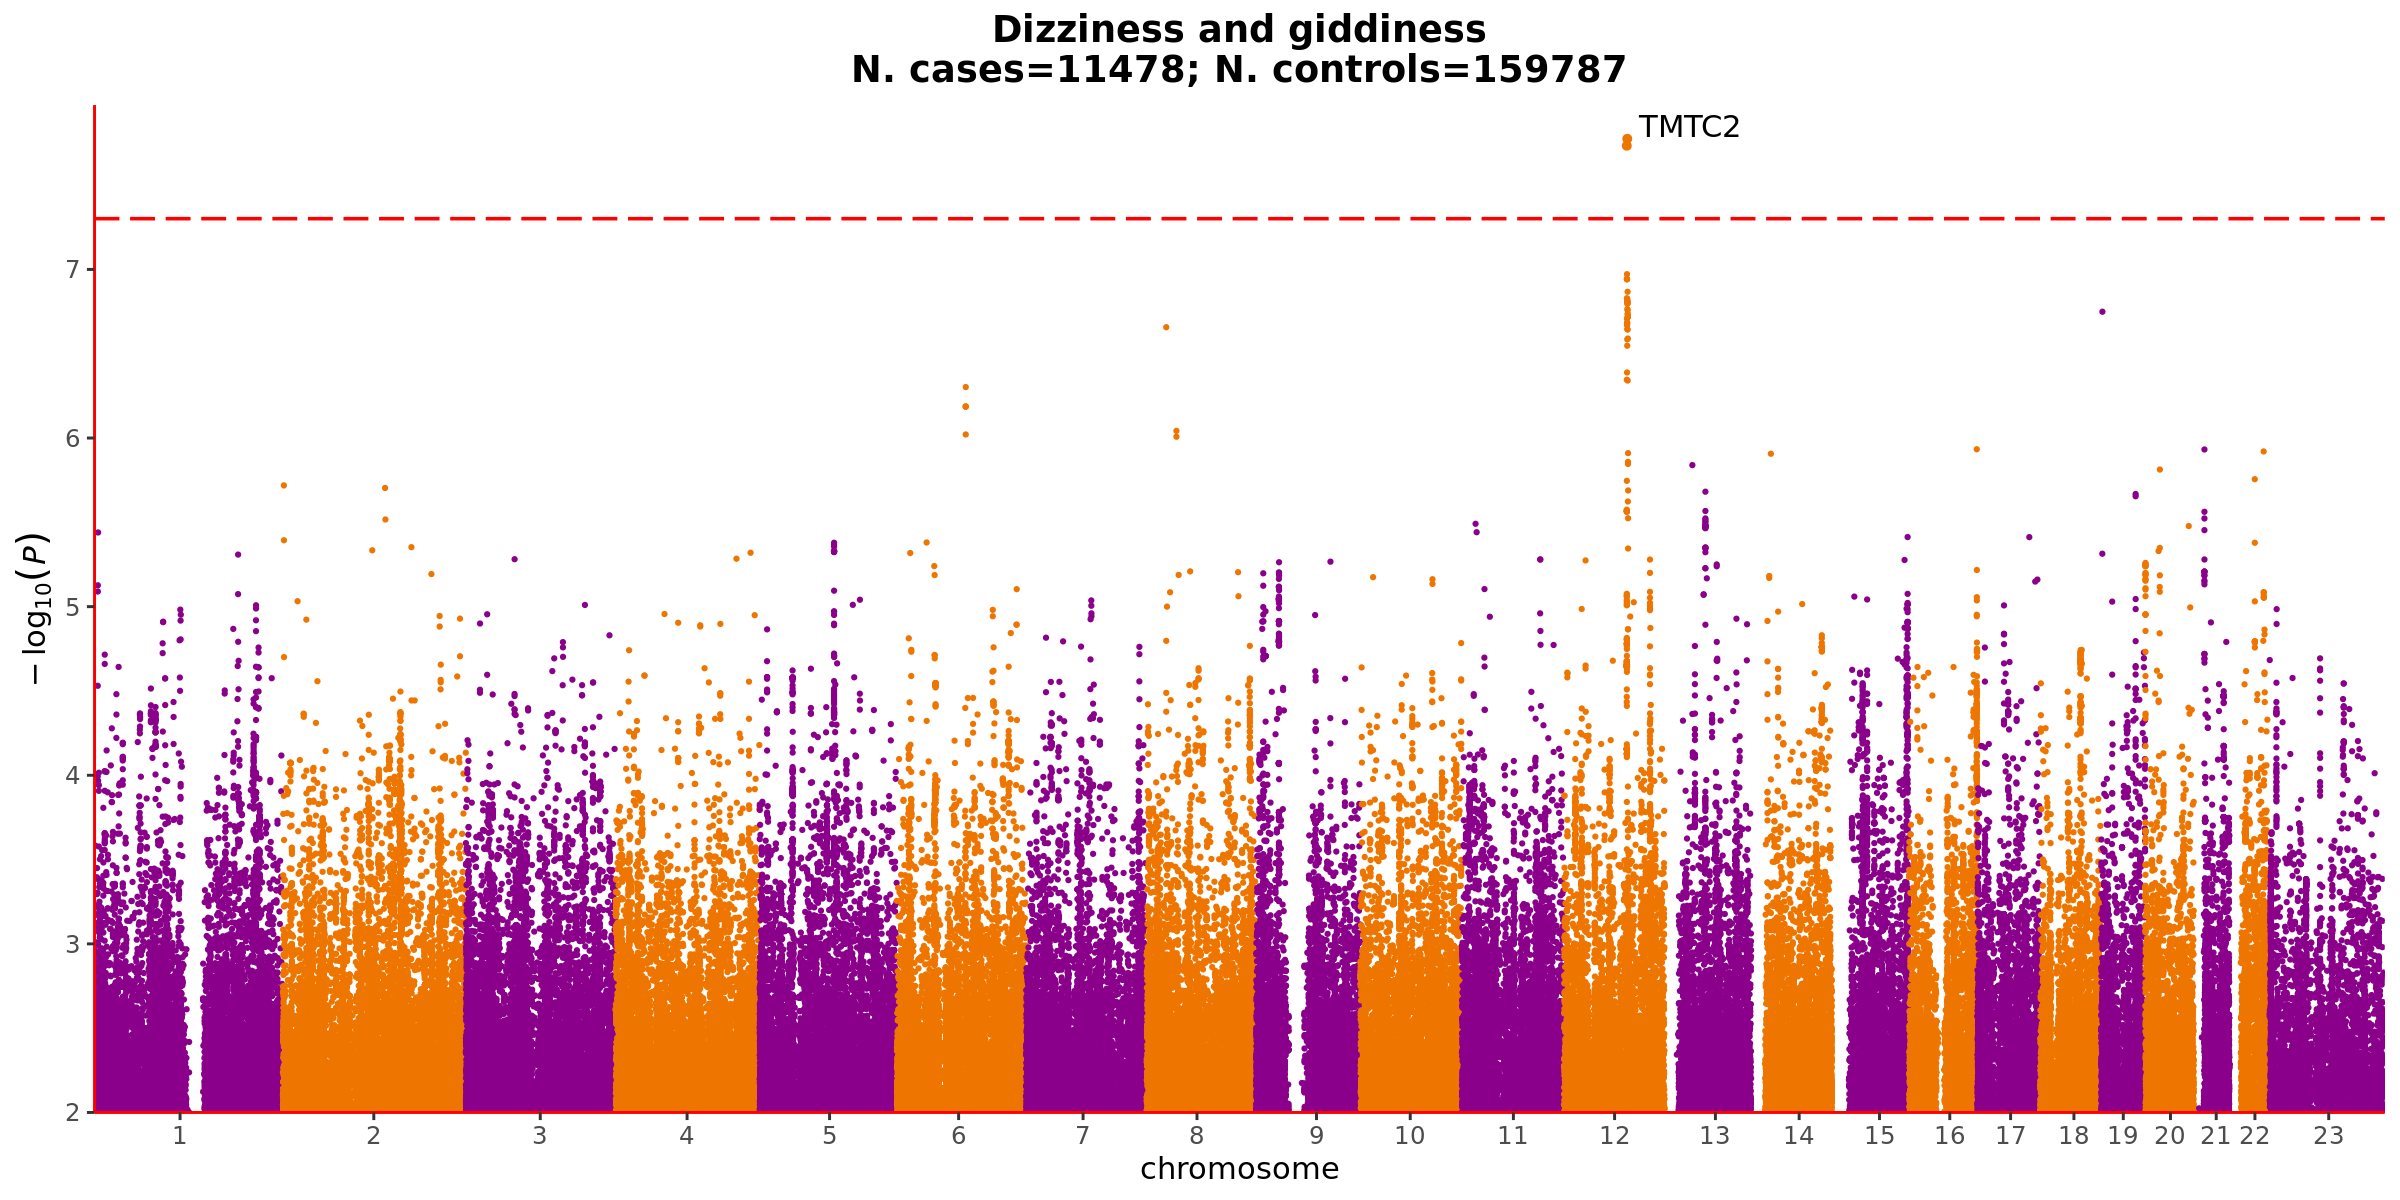 Dizziness and giddiness
N. cases=11478; N. controls=159787
TMTC2
7
6
5
4
3
2
−log10(P)
1 2 3 4 5 6 7 8 9 10 11 12 13 14 15 16 17 18 19 20 21 22 23
chromosome